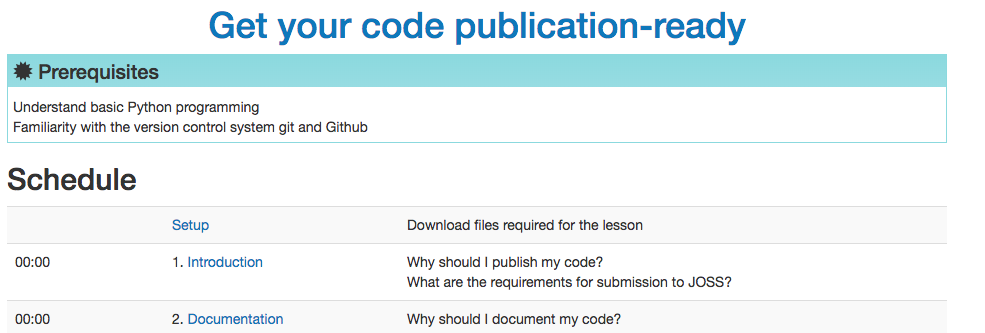 Get your code publication-ready
Prerequisites
Understand basic Python programming
Familiarity with the version control system git and Github
Schedule
Setup Download files required for the lesson
00:00 1. Introduction Why should I publish my code?
What are the requirements for submission to JOSS?
00:00 2. Documentation Why should I document my code?